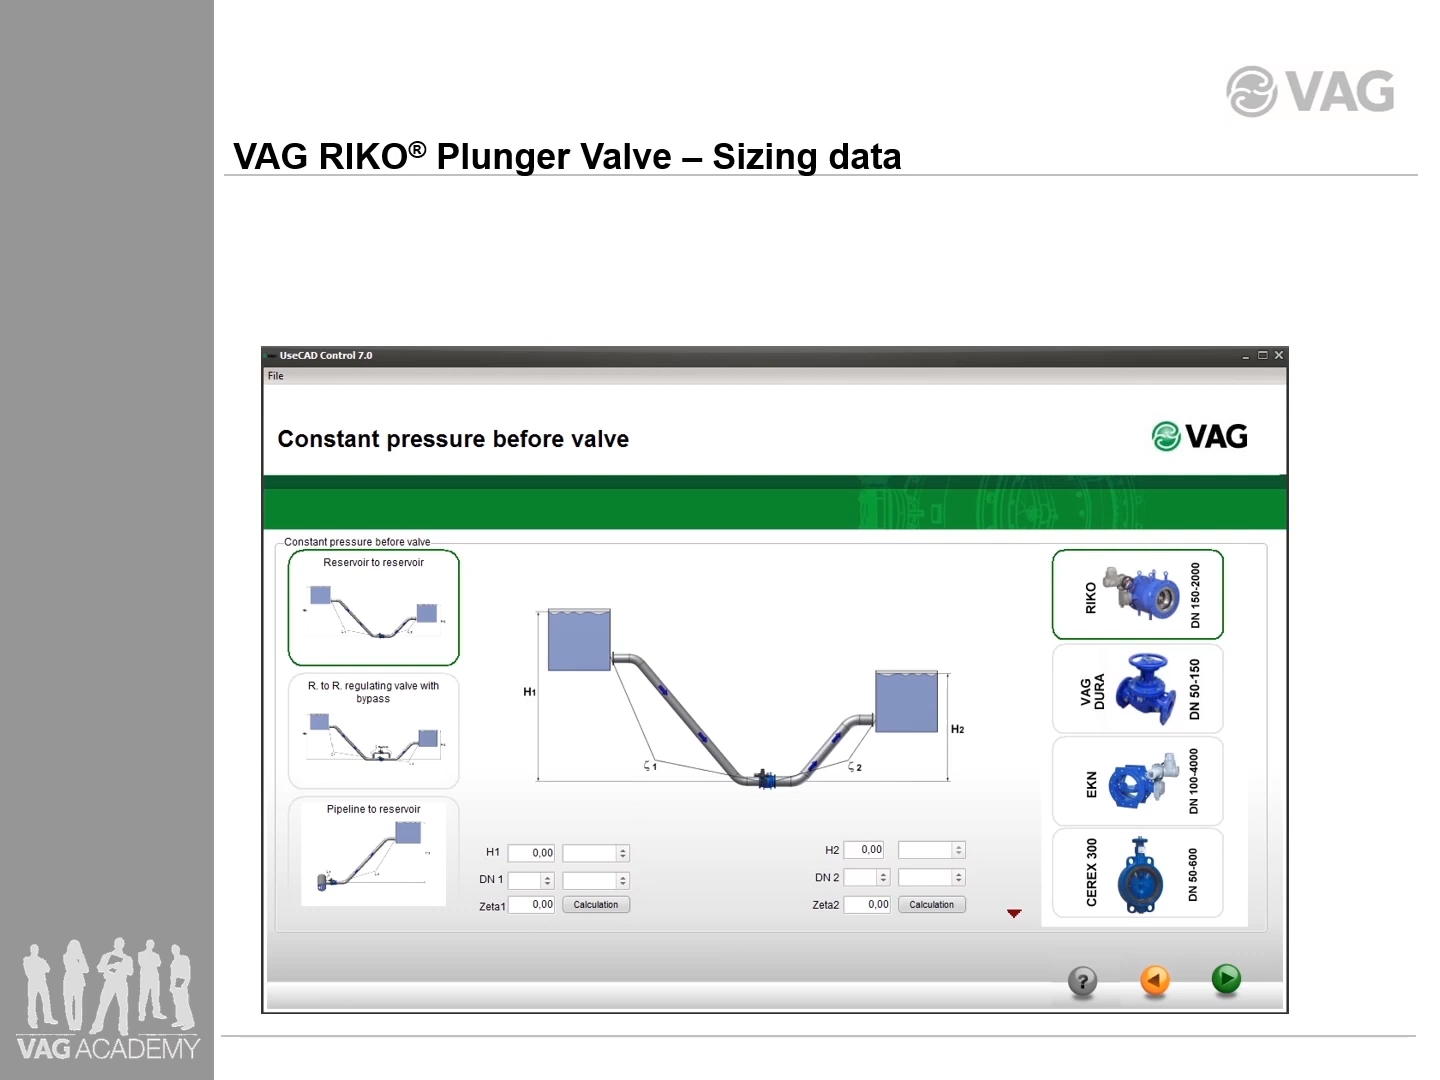 VAG
VAG RIKO® Plunger Valve – Sizing data
UseCAD Control 7.0
File
Constant pressure before valve
VAG
Constant pressure before valve
Reservoir to reservoir
R. to R. regulating valve with
bypass
Pipeline to reservoir
H1
H2
ζ 1
ζ 2
H1 0,00
DN 1
Zeta1 0,00 Calculation
H2 0,00
DN 2
Zeta2 0,00 Calculation
RIKO
DN 150-2000
VAG
DURA
DN 50-150
EKN
DN 100-4000
CEREX 300
DN 50-600
?
VAG ACADEMY